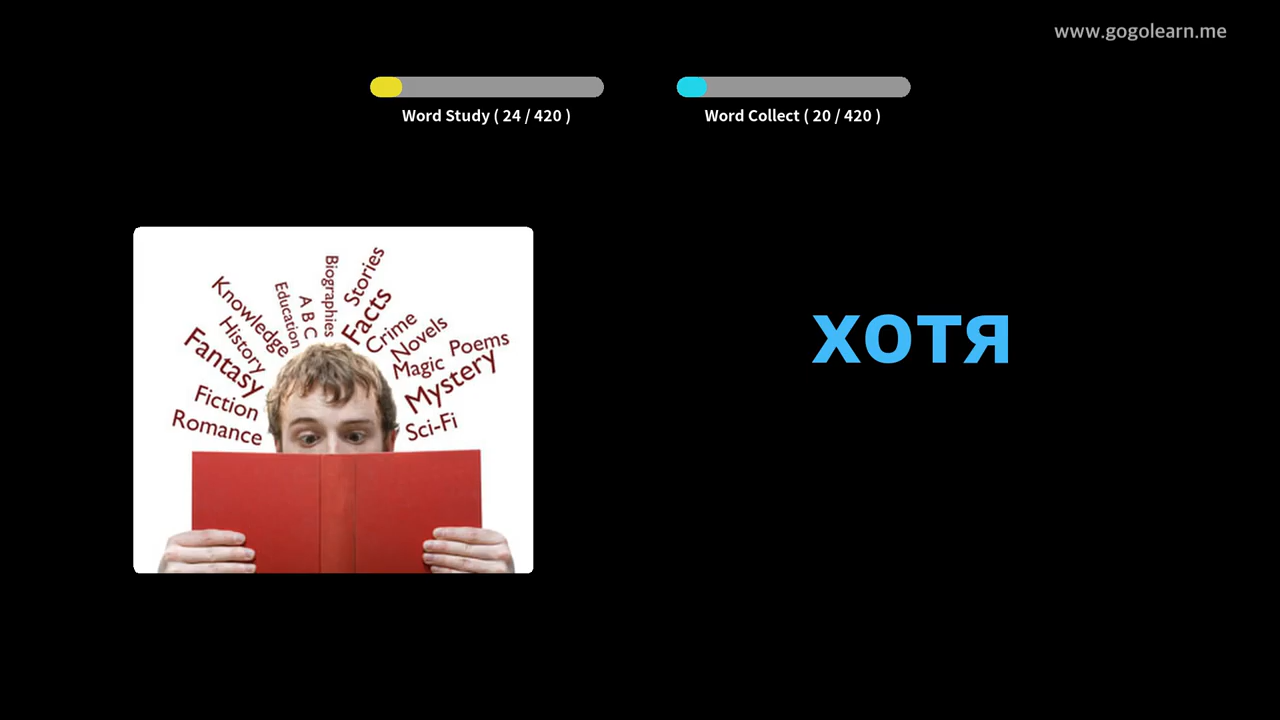 www.gogolearn.me
Word Study ( 24 / 420 )
Word Collect ( 20 / 420 )
Biographies
Stories
Education
A B C
Facts
Knowledge
Crime
History
Novels
Poems
Fantasy
Magic
Mystery
Fiction
Romance
Sci-Fi
хотя